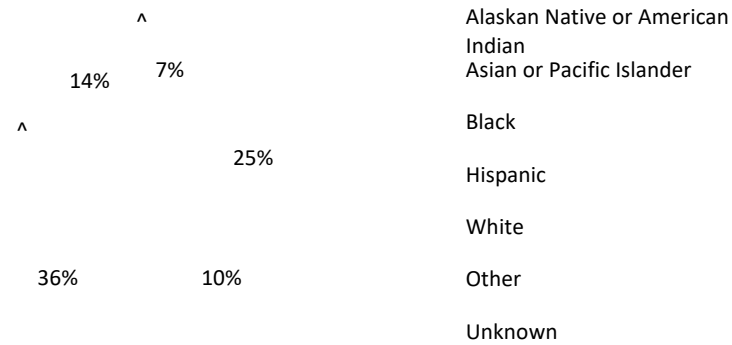 ^
Alaskan Native or American
Indian
7%
Asian or Pacific Islander
14%
^
Black
25%
Hispanic
White
36%
10%
Other
Unknown